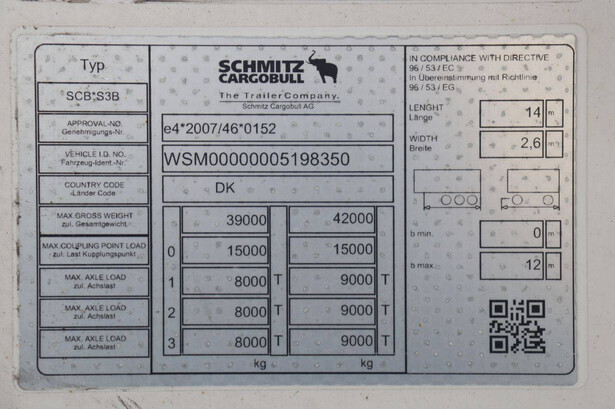 Typ
SCB*S3B
APPROVAL-NO.
Genehmigungs-Nr.
VEHICLE I.D. NO.
Fahrzeug-Ident.-Nr.
COUNTRY CODE
Länder Code
MAX.GROSS WEIGHT
zul. Gesamtgewicht
MAX.COUPLING POINT LOAD
zul. Last Kupplungspunkt
MAX. AXLE LOAD
zul. Achslast
MAX. AXLE LOAD
zul. Achslast
MAX. AXLE LOAD
zul. Achslast
SCHMITZ
CARGOBULL
The Trailer Company.
Schmitz Cargobull AG
e4*2007/46*0152
WSM00000005198350
DK
39000 42000
0 15000 15000
1 8000 T 9000 T
2 8000 T 9000 T
3 8000 T 9000 T
kg kg
IN COMPLIANCE WITH DIRECTIVE
96 / 53 / EC
In Übereinstimmung mit Richtlinie
96 / 53 / EG
LENGHT
Länge
14 m
WIDTH
Breite
2,6 m
b min. 0 m
b max. 12 m